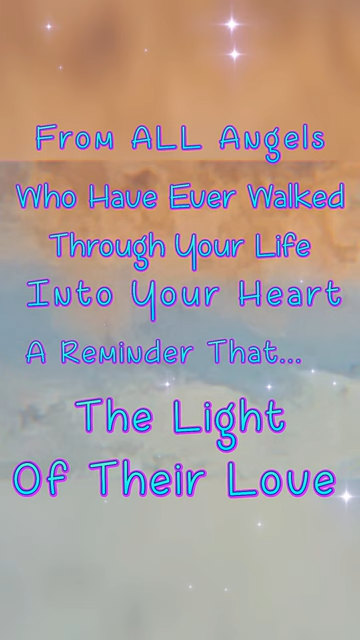 From ALL Angels
Who Have Ever Walked
Through Your Life
Into Your Heart
A Reminder That...
The Light
Of Their Love